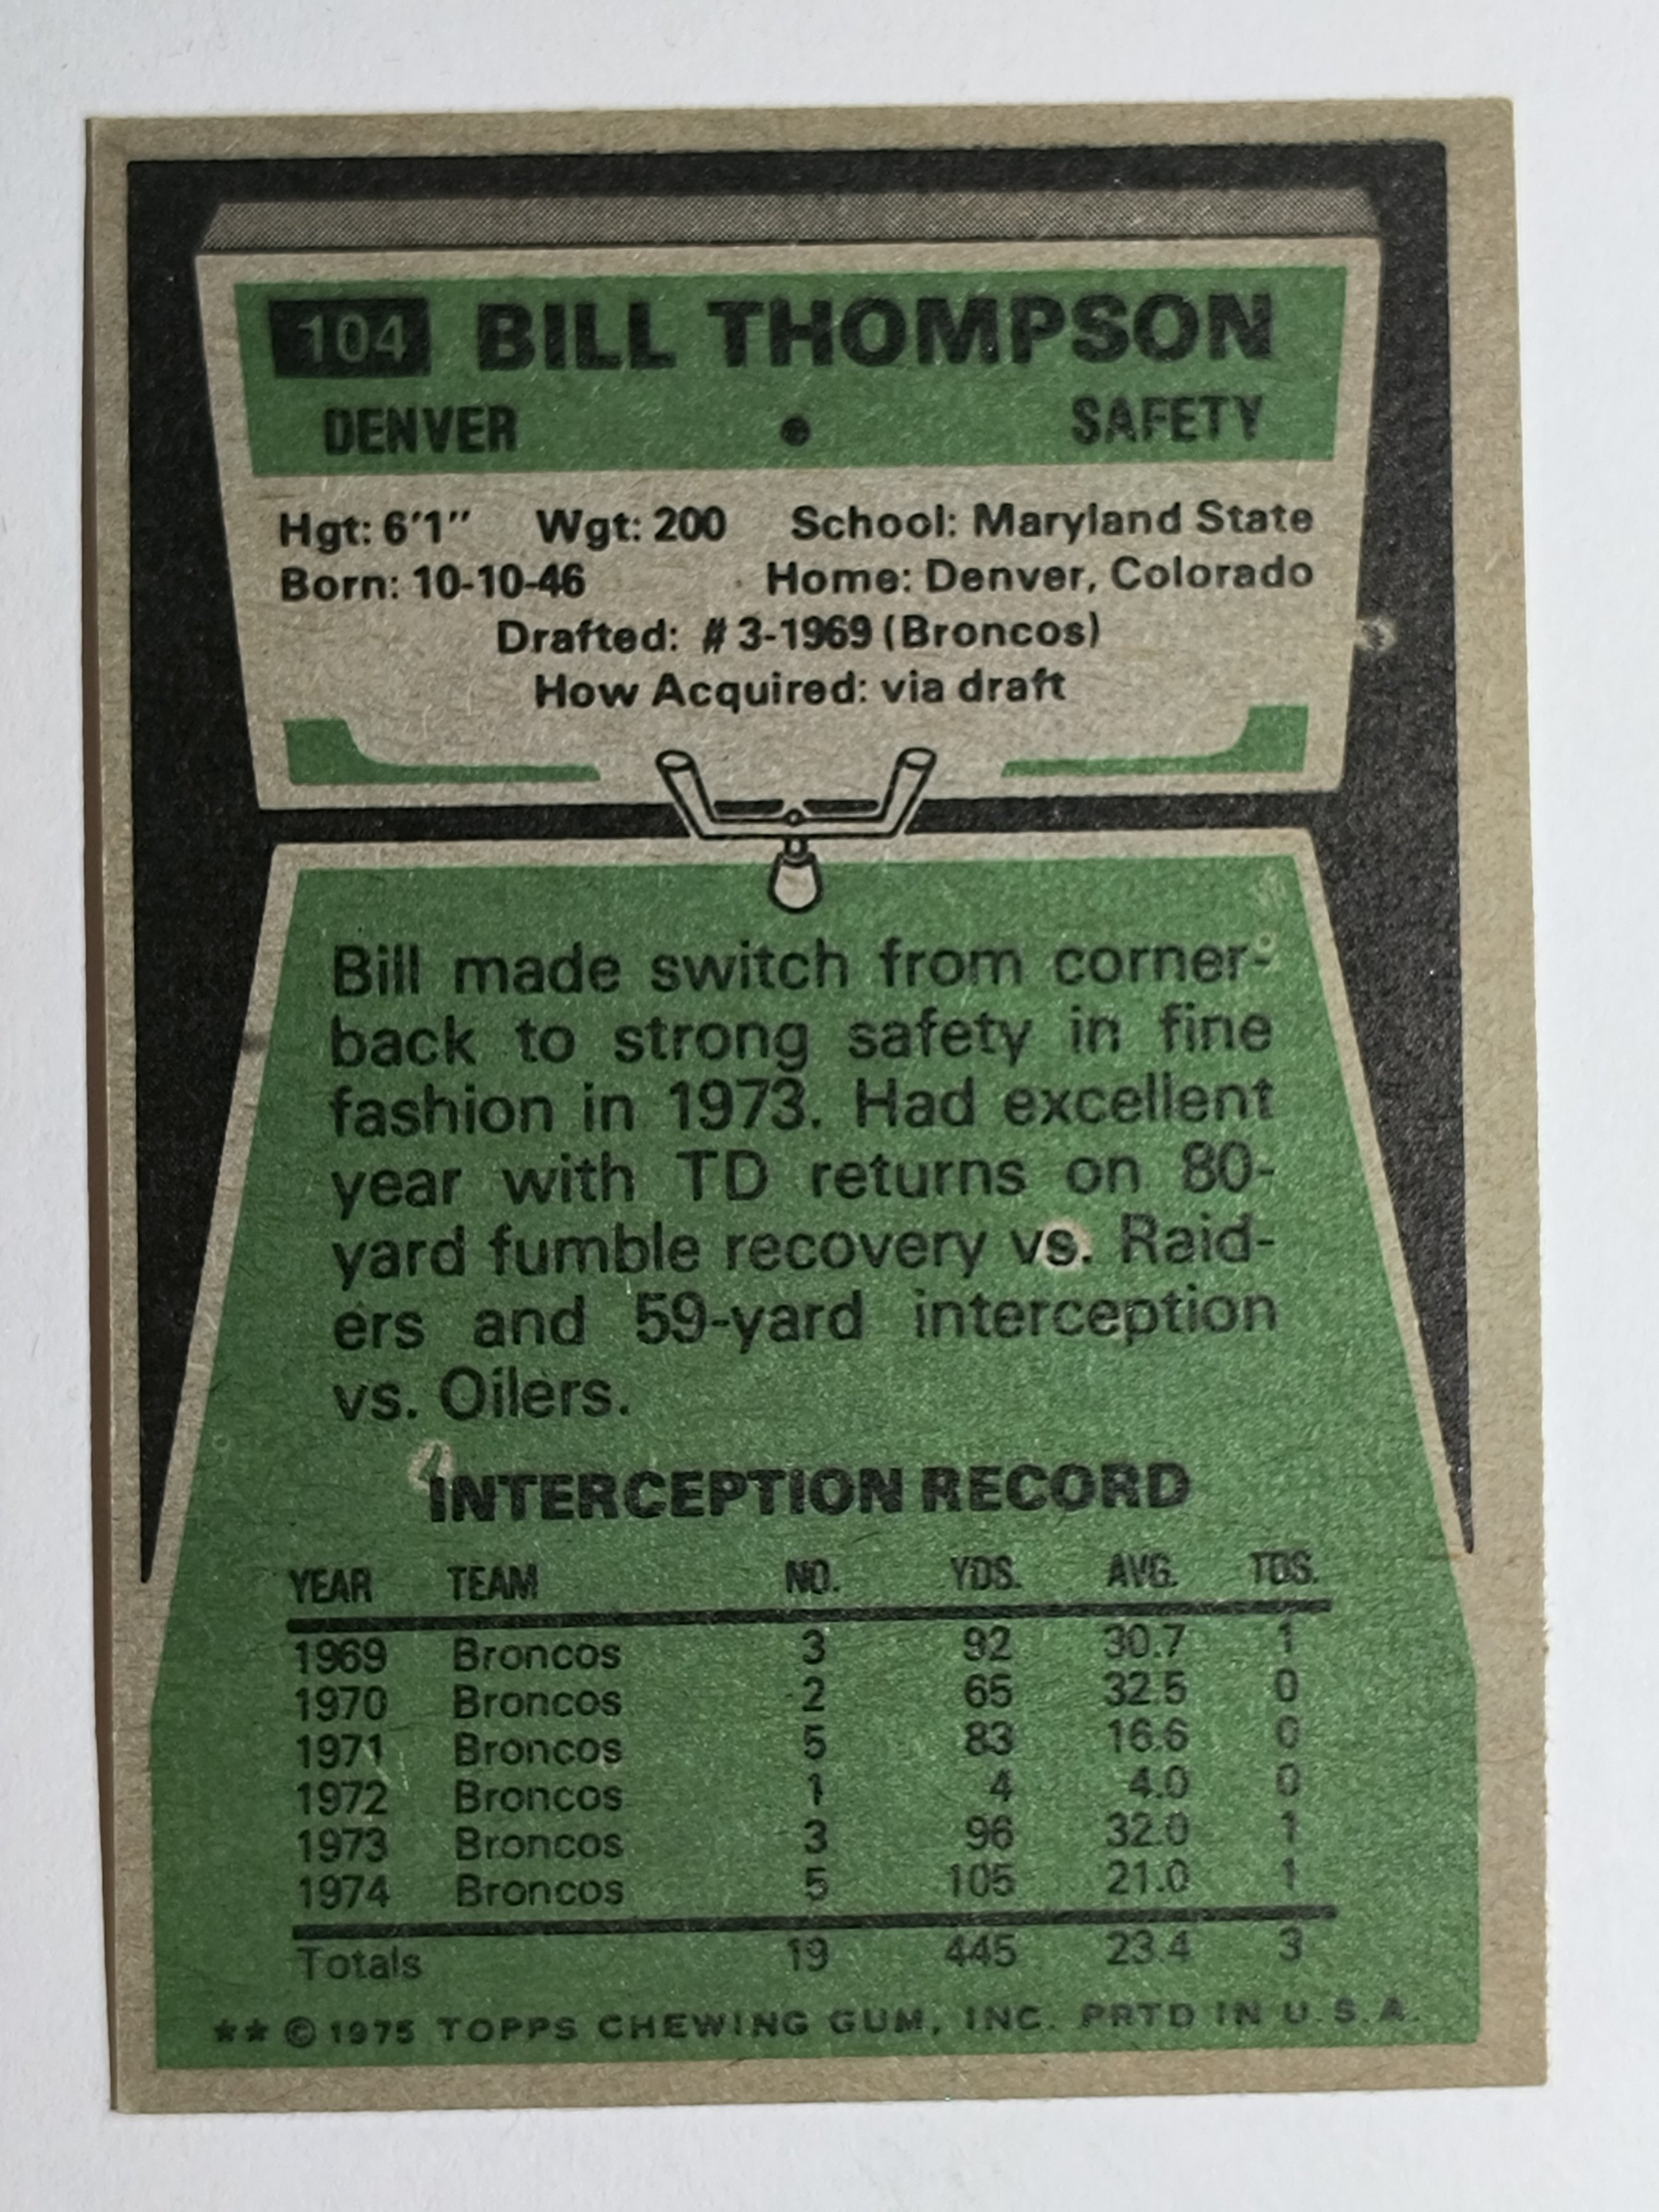 104 BILL THOMPSON
DENVER • SAFETY
Hgt: 6'1" Wgt: 200 School: Maryland State
Born: 10-10-46 Home: Denver, Colorado
Drafted: #3-1969 (Broncos)
How Acquired: via draft
Bill made switch from corner-
back to strong safety in fine
fashion in 1973. Had excellent
year with TD returns on 80-
yard fumble recovery vs. Raid-
ers and 59-yard interception
vs. Oilers.
INTERCEPTION RECORD
YEAR TEAM NO. YDS. AVG. TDS.
1969 Broncos 3 92 30.7 1
1970 Broncos 2 65 32.5 0
1971 Broncos 5 83 16.6 0
1972 Broncos 1 4 4.0 0
1973 Broncos 3 96 32.0 1
1974 Broncos 5 105 21.0 1
Totals 19 445 23.4 3
** © 1975 TOPPS CHEWING GUM, INC. PRTD IN U.S.A.